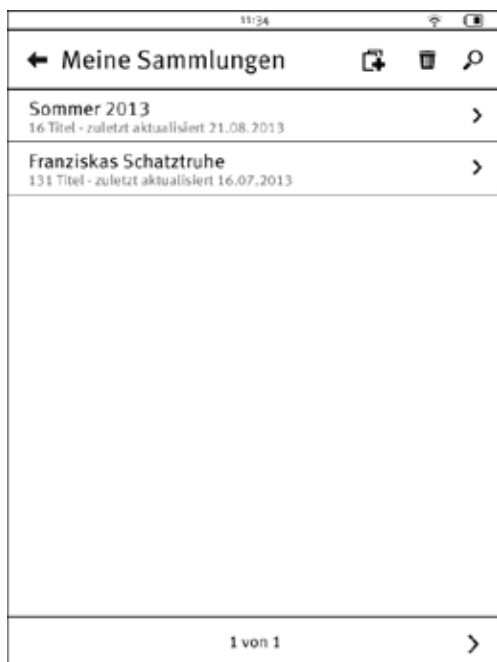 11:34
Meine Sammlungen
Sommer 2013
16 Titel - zuletzt aktualisiert 21.08.2013
Franziskas Schatztruhe
131 Titel - zuletzt aktualisiert 16.07.2013
1 von 1